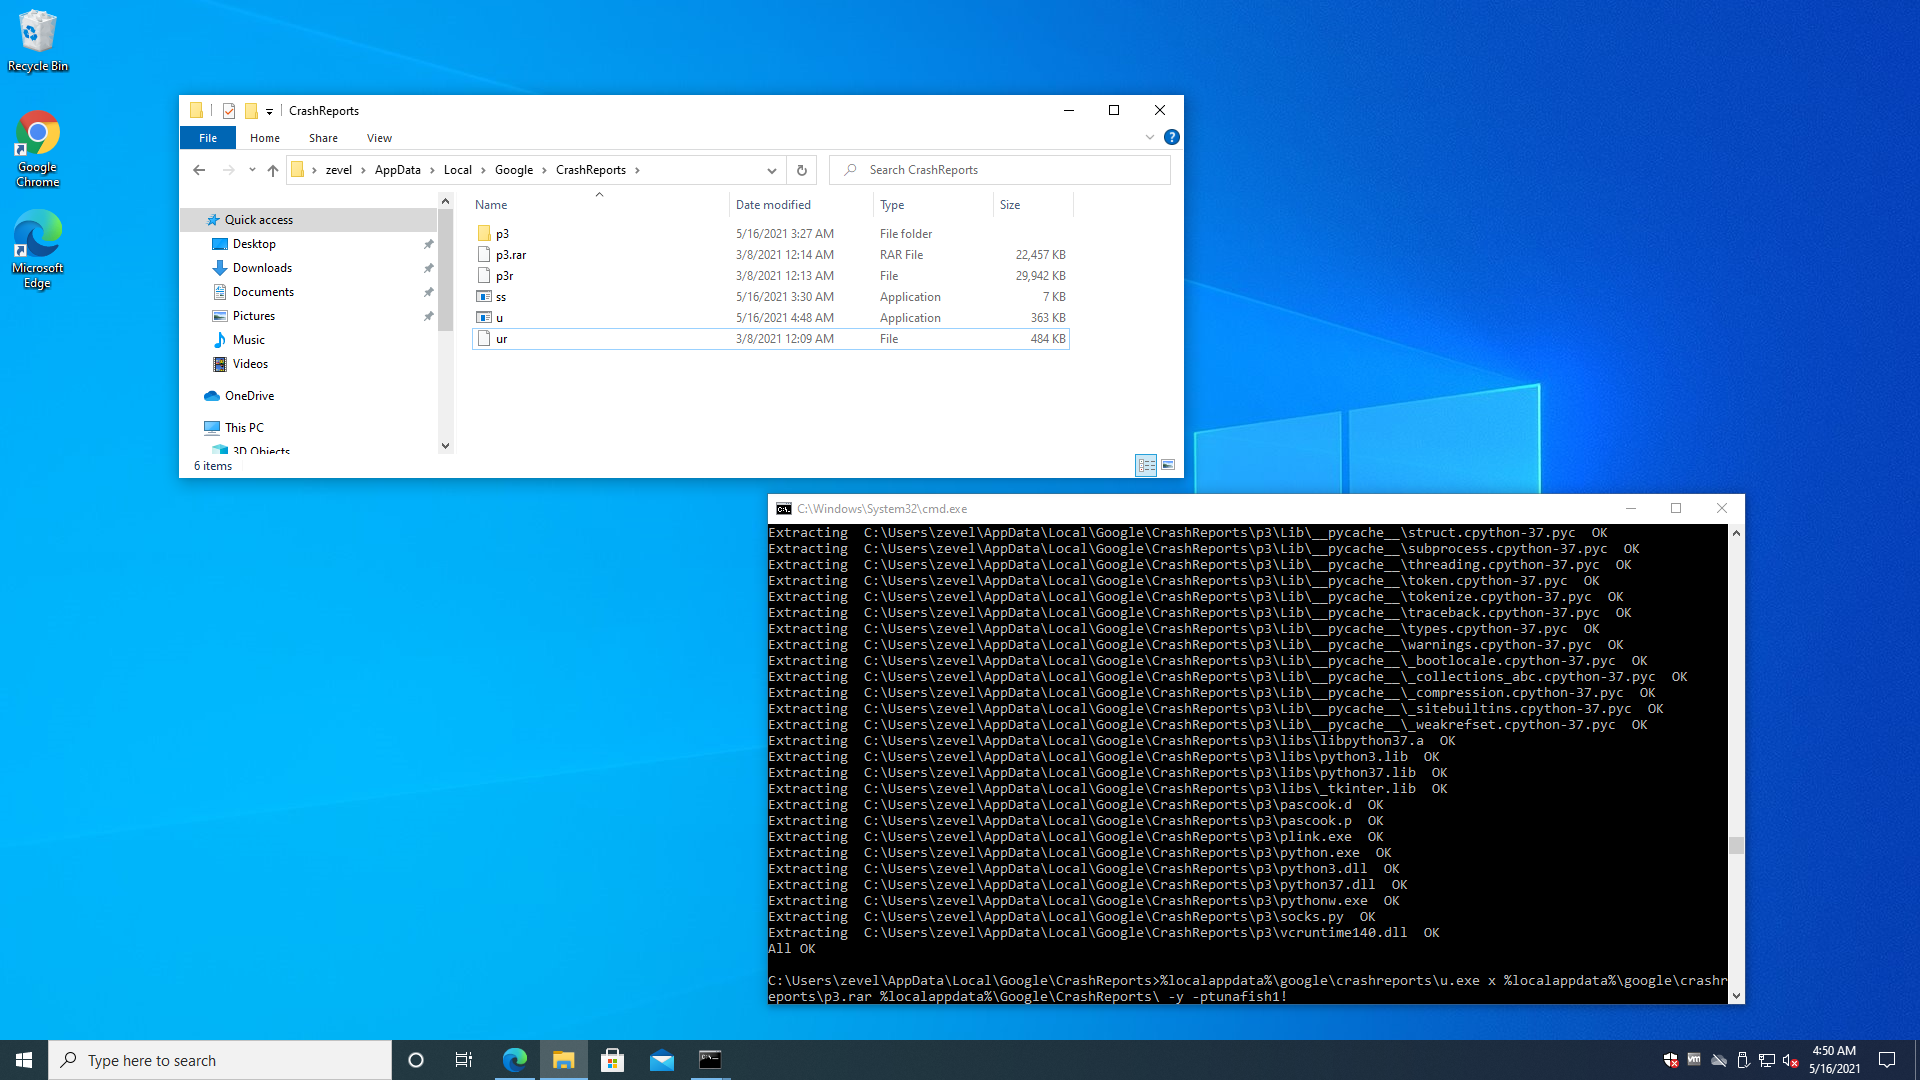 Recycle Bin
Google
Chrome
Microsoft
Edge
CrashReports
File Home Share View
zevel AppData Local Google CrashReports
Search CrashReports
Name Date modified Type Size
Quick access
Desktop
Downloads
Documents
Pictures
Music
Videos
OneDrive
This PC
3D Objects
p3 5/16/2021 3:27 AM File folder
p3.rar 3/8/2021 12:14 AM RAR File 22,457 KB
p3r 3/8/2021 12:13 AM File 29,942 KB
ss 5/16/2021 3:30 AM Application 7 KB
u 5/16/2021 4:48 AM Application 363 KB
ur 3/8/2021 12:09 AM File 484 KB
6 items
C:\Windows\System32\cmd.exe
Extracting  C:\Users\zevel\AppData\Local\Google\CrashReports\p3\Lib\__pycache__\struct.cpython-37.pyc  OK
Extracting  C:\Users\zevel\AppData\Local\Google\CrashReports\p3\Lib\__pycache__\subprocess.cpython-37.pyc  OK
Extracting  C:\Users\zevel\AppData\Local\Google\CrashReports\p3\Lib\__pycache__\threading.cpython-37.pyc  OK
Extracting  C:\Users\zevel\AppData\Local\Google\CrashReports\p3\Lib\__pycache__\token.cpython-37.pyc  OK
Extracting  C:\Users\zevel\AppData\Local\Google\CrashReports\p3\Lib\__pycache__\tokenize.cpython-37.pyc  OK
Extracting  C:\Users\zevel\AppData\Local\Google\CrashReports\p3\Lib\__pycache__\traceback.cpython-37.pyc  OK
Extracting  C:\Users\zevel\AppData\Local\Google\CrashReports\p3\Lib\__pycache__\types.cpython-37.pyc  OK
Extracting  C:\Users\zevel\AppData\Local\Google\CrashReports\p3\Lib\__pycache__\warnings.cpython-37.pyc  OK
Extracting  C:\Users\zevel\AppData\Local\Google\CrashReports\p3\Lib\__pycache__\_bootlocale.cpython-37.pyc  OK
Extracting  C:\Users\zevel\AppData\Local\Google\CrashReports\p3\Lib\__pycache__\_collections_abc.cpython-37.pyc  OK
Extracting  C:\Users\zevel\AppData\Local\Google\CrashReports\p3\Lib\__pycache__\_compression.cpython-37.pyc  OK
Extracting  C:\Users\zevel\AppData\Local\Google\CrashReports\p3\Lib\__pycache__\_sitebuiltins.cpython-37.pyc  OK
Extracting  C:\Users\zevel\AppData\Local\Google\CrashReports\p3\Lib\__pycache__\_weakrefset.cpython-37.pyc  OK
Extracting  C:\Users\zevel\AppData\Local\Google\CrashReports\p3\libs\libpython37.a  OK
Extracting  C:\Users\zevel\AppData\Local\Google\CrashReports\p3\libs\python3.lib  OK
Extracting  C:\Users\zevel\AppData\Local\Google\CrashReports\p3\libs\python37.lib  OK
Extracting  C:\Users\zevel\AppData\Local\Google\CrashReports\p3\libs\_tkinter.lib  OK
Extracting  C:\Users\zevel\AppData\Local\Google\CrashReports\p3\pascook.d  OK
Extracting  C:\Users\zevel\AppData\Local\Google\CrashReports\p3\pascook.p  OK
Extracting  C:\Users\zevel\AppData\Local\Google\CrashReports\p3\plink.exe  OK
Extracting  C:\Users\zevel\AppData\Local\Google\CrashReports\p3\python.exe  OK
Extracting  C:\Users\zevel\AppData\Local\Google\CrashReports\p3\python3.dll  OK
Extracting  C:\Users\zevel\AppData\Local\Google\CrashReports\p3\python37.dll  OK
Extracting  C:\Users\zevel\AppData\Local\Google\CrashReports\p3\pythonw.exe  OK
Extracting  C:\Users\zevel\AppData\Local\Google\CrashReports\p3\socks.py  OK
Extracting  C:\Users\zevel\AppData\Local\Google\CrashReports\p3\vcruntime140.dll  OK
All OK
C:\Users\zevel\AppData\Local\Google\CrashReports>%localappdata%\google\crashreports\u.exe x %localappdata%\google\crashr
eports\p3.rar %localappdata%\Google\CrashReports\ -y -ptunafish1!
Type here to search
vm
4:50 AM
5/16/2021